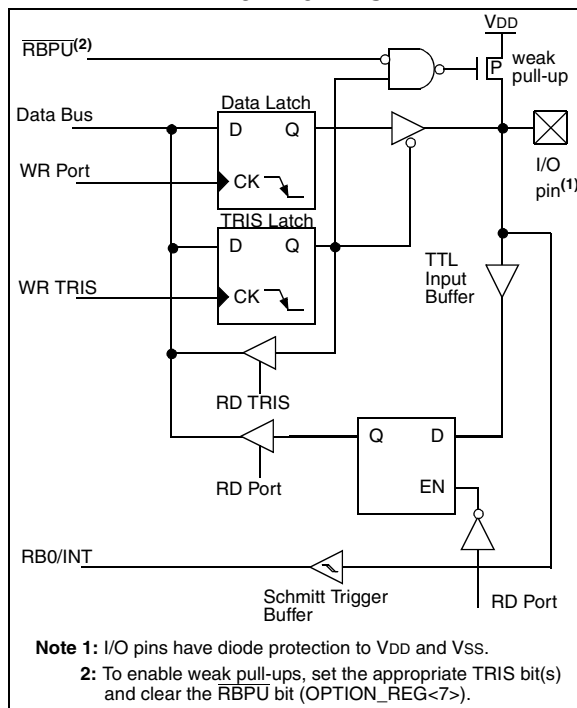 VDD
RBPU(2)
weak
pull-up
P
Data Latch
Data Bus
D Q
I/O
pin(1)
WR Port
CK
TRIS Latch
D Q
TTL
Input
Buffer
WR TRIS
CK
RD TRIS
Q D
RD Port
EN
RB0/INT
Schmitt Trigger
Buffer
RD Port
Note 1: I/O pins have diode protection to VDD and VSS.
2: To enable weak pull-ups, set the appropriate TRIS bit(s)
and clear the RBPU bit (OPTION_REG<7>).